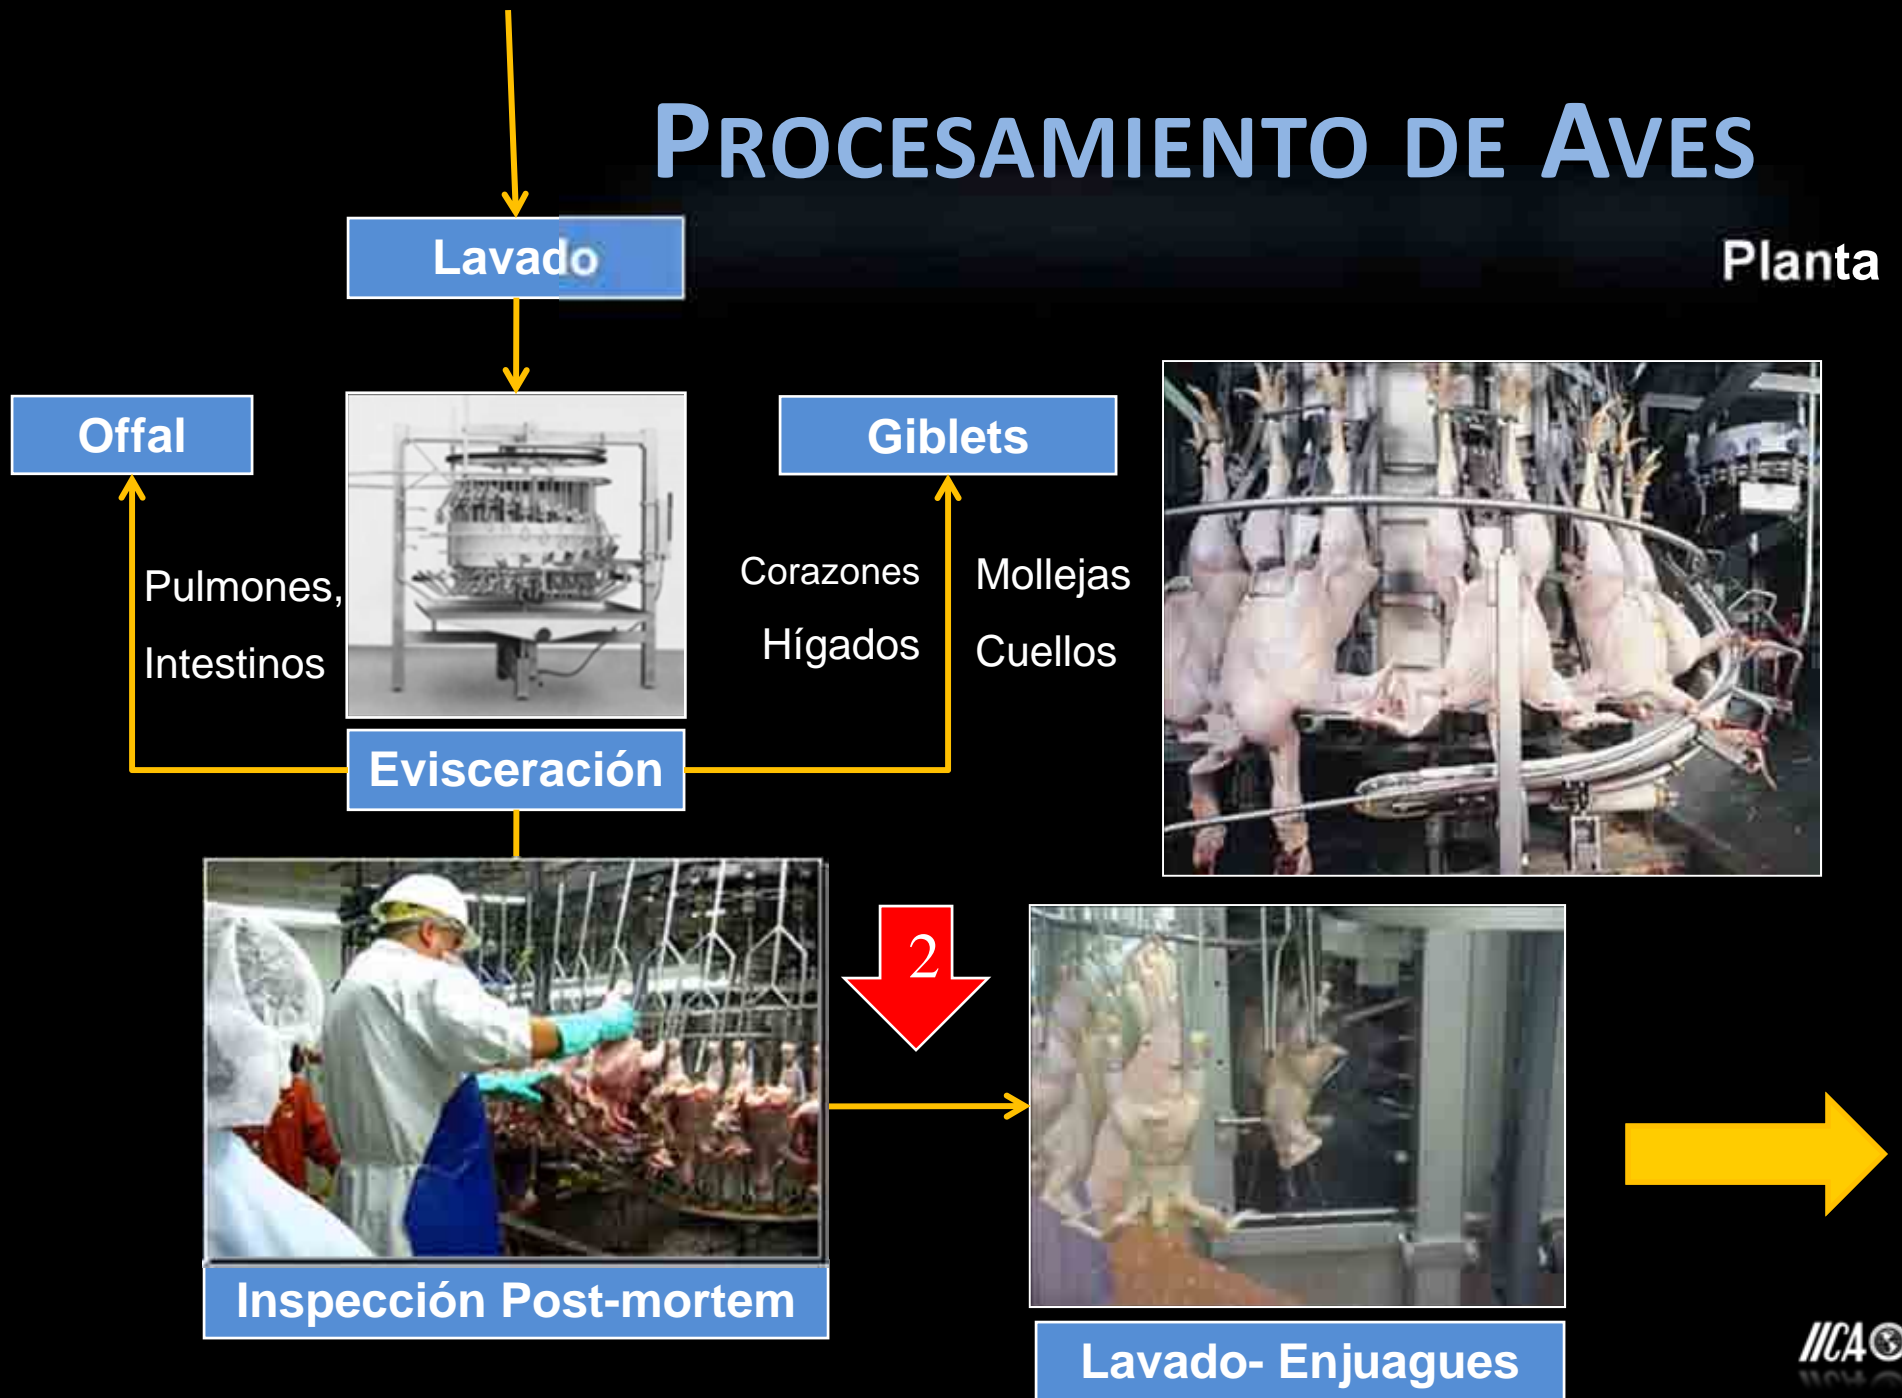 PROCESAMIENTO DE AVES
Lavado
Planta
Offal
Giblets
Pulmones,
Intestinos
Corazones
Hígados
Mollejas
Cuellos
Evisceración
2
Inspección Post-mortem
Lavado- Enjuagues
IICA